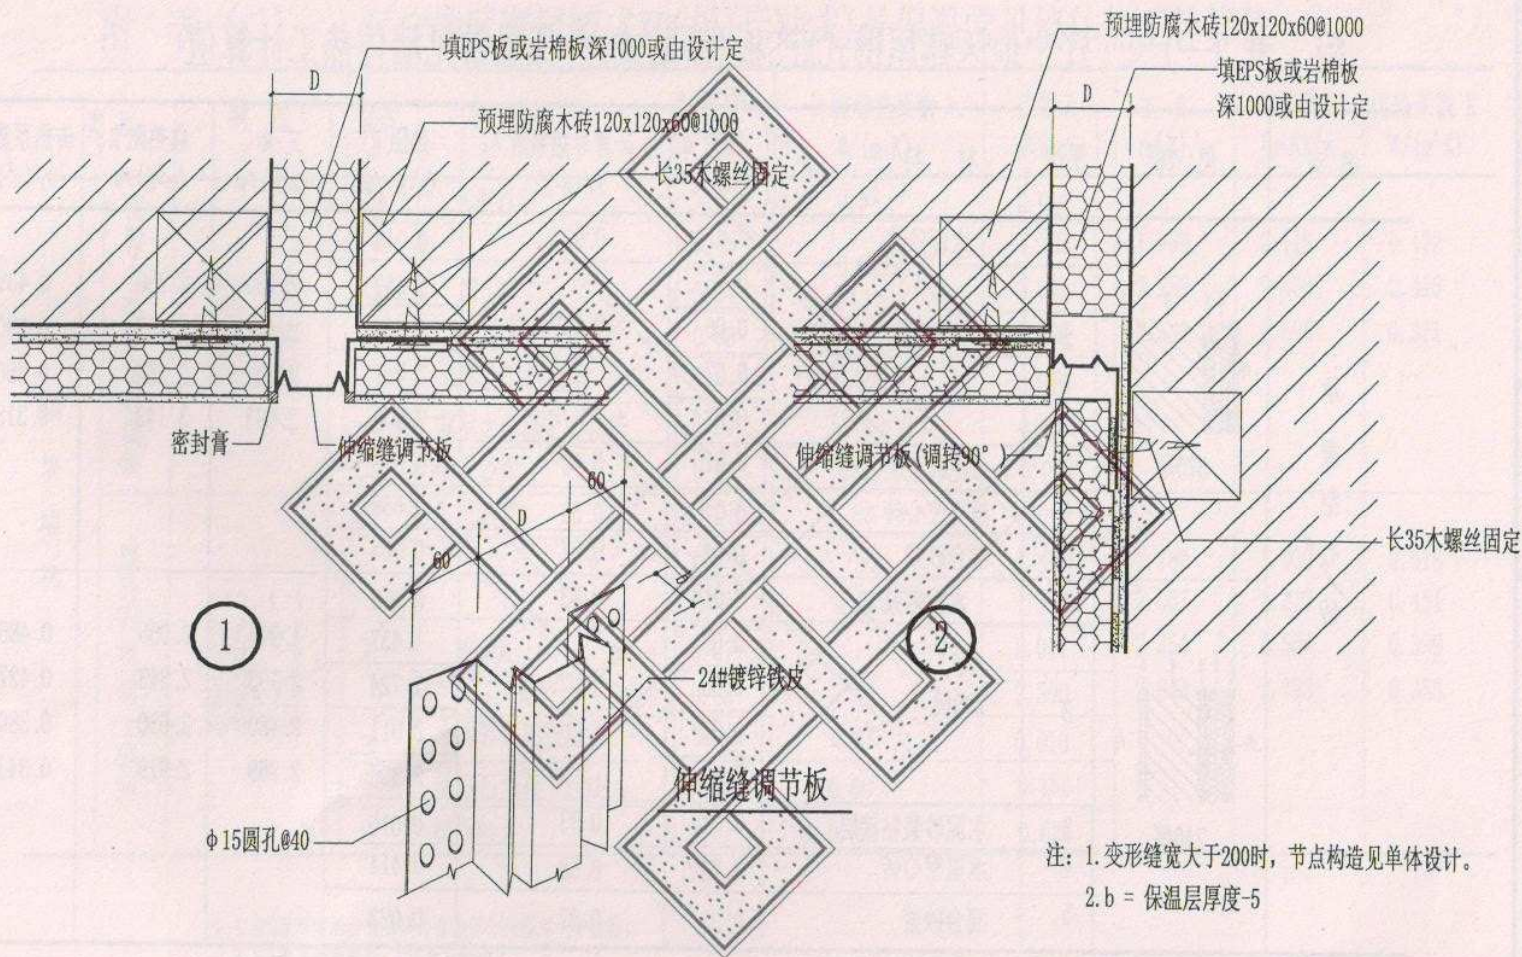 填EPS板或岩棉板深1000或由设计定
D
预埋防腐木砖120x120x60@1000
长35木螺丝固定
密封膏
伸缩缝调节板
1
预埋防腐木砖120x120x60@1000
填EPS板或岩棉板
深1000或由设计定
D
伸缩缝调节板(调转90°)
长35木螺丝固定
2
60
D
60
24#镀锌铁皮
φ15圆孔@40
伸缩缝调节板
注: 1.变形缝宽大于200时, 节点构造见单体设计。
2.b = 保温层厚度-5